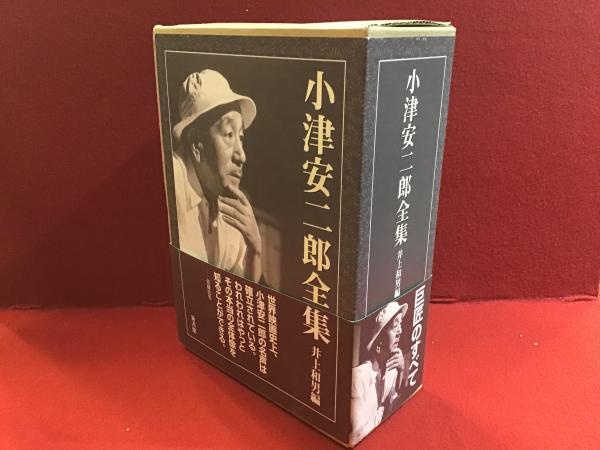 小津安二郎全集
井上和男編
世界映画史上、
小津安二郎の名声は
確立されている。
われわれはやっと
その本当の全体像を
知ることができる。
新書館
小津安二郎全集
井上和男編
巨匠のすべて